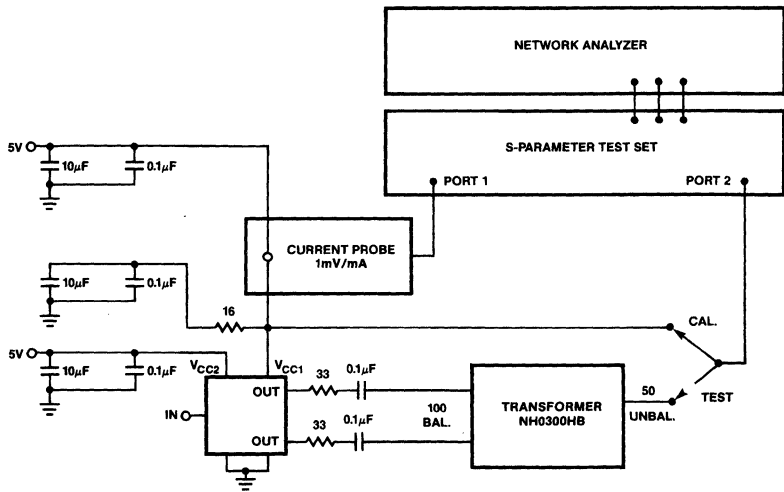 NETWORK ANALYZER
S-PARAMETER TEST SET
PORT 1
PORT 2
5V
10µF
0.1µF
CURRENT PROBE
1mV/mA
10µF
0.1µF
16
CAL.
5V
10µF
0.1µF
VCC2
VCC1
33
0.1µF
OUT
IN
OUT
33
0.1µF
100
BAL.
TRANSFORMER
NH0300HB
50
UNBAL.
TEST